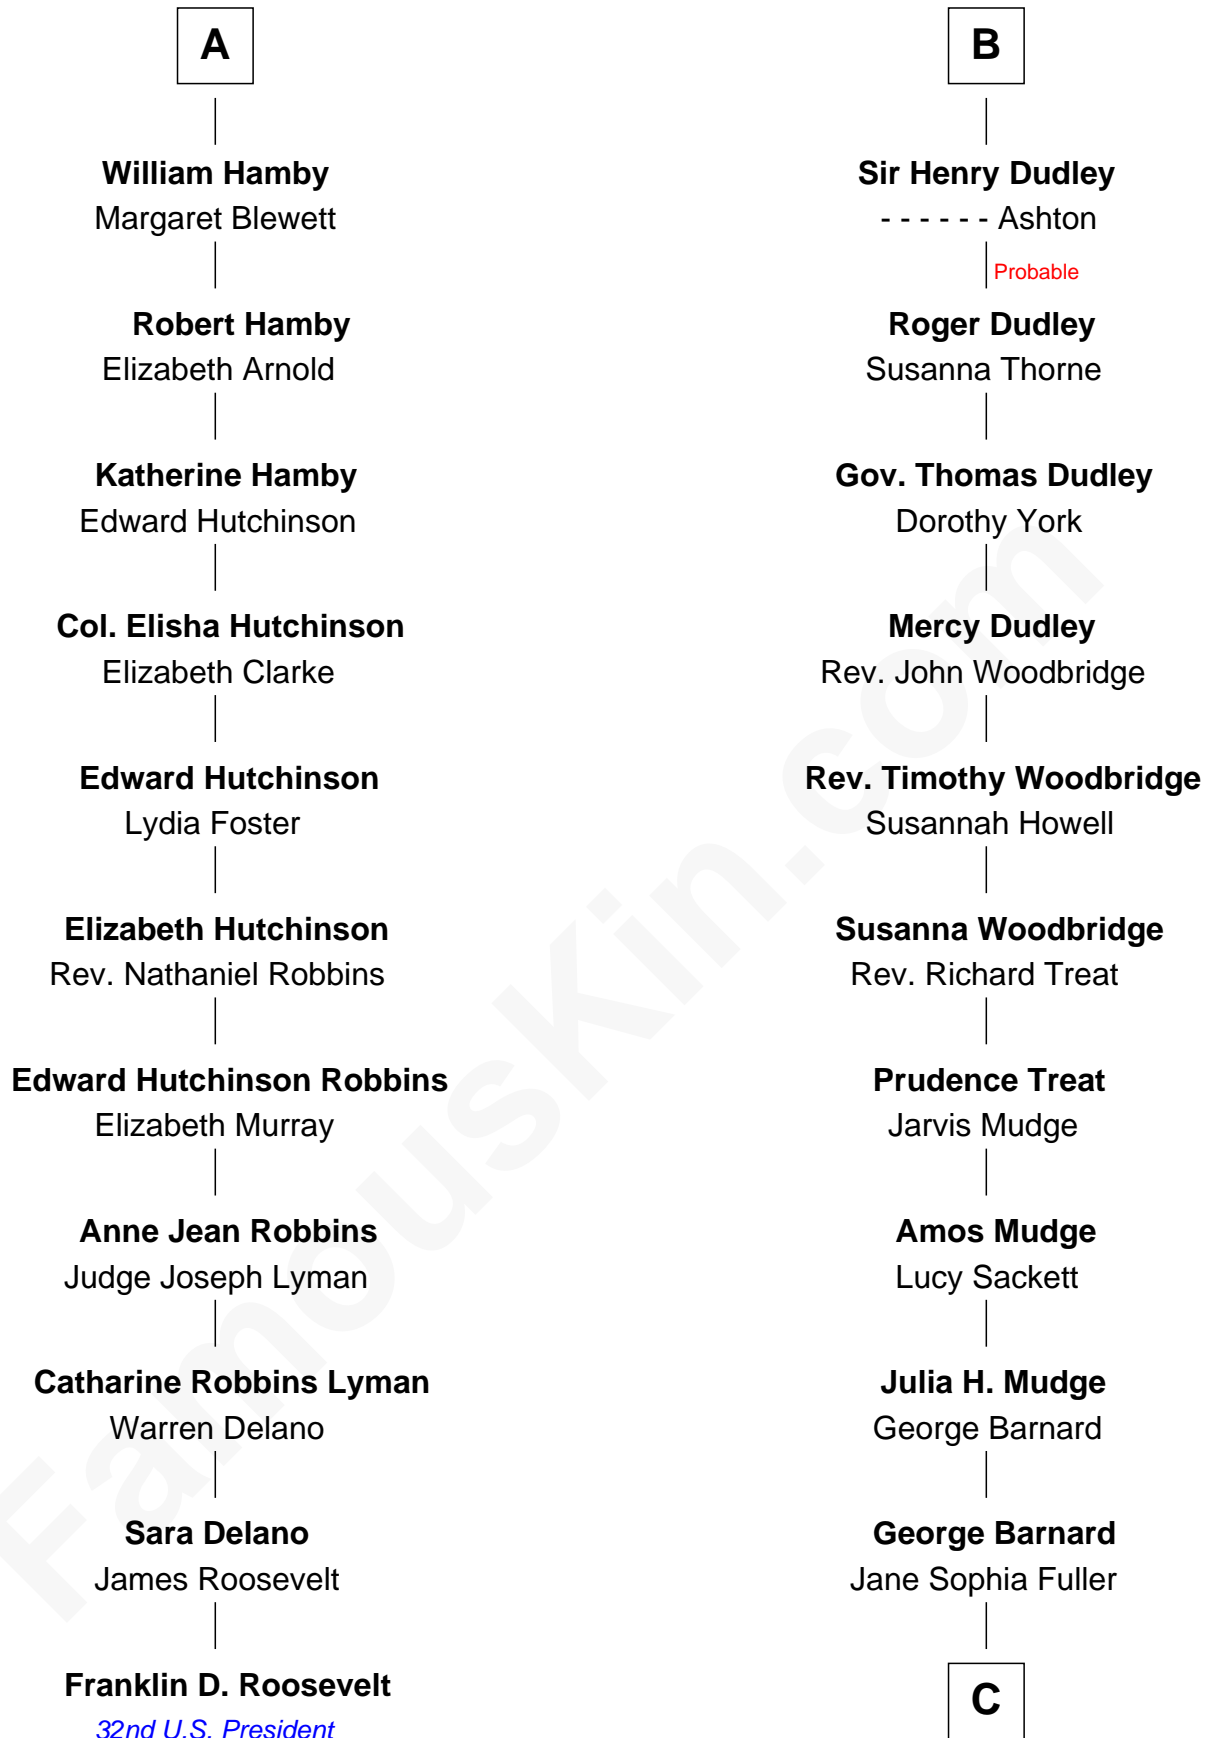 A
William Hamby
Margaret Blewett
Robert Hamby
Elizabeth Arnold
Katherine Hamby
Edward Hutchinson
Col. Elisha Hutchinson
Elizabeth Clarke
Edward Hutchinson
Lydia Foster
Elizabeth Hutchinson
Rev. Nathaniel Robbins
Edward Hutchinson Robbins
Elizabeth Murray
Anne Jean Robbins
Judge Joseph Lyman
Catharine Robbins Lyman
Warren Delano
Sara Delano
James Roosevelt
Franklin D. Roosevelt
32nd U.S. President
B
Sir Henry Dudley
- - - - - - Ashton
Probable
Roger Dudley
Susanna Thorne
Gov. Thomas Dudley
Dorothy York
Mercy Dudley
Rev. John Woodbridge
Rev. Timothy Woodbridge
Susannah Howell
Susanna Woodbridge
Rev. Richard Treat
Prudence Treat
Jarvis Mudge
Amos Mudge
Lucy Sackett
Julia H. Mudge
George Barnard
George Barnard
Jane Sophia Fuller
C
FamousKin.com